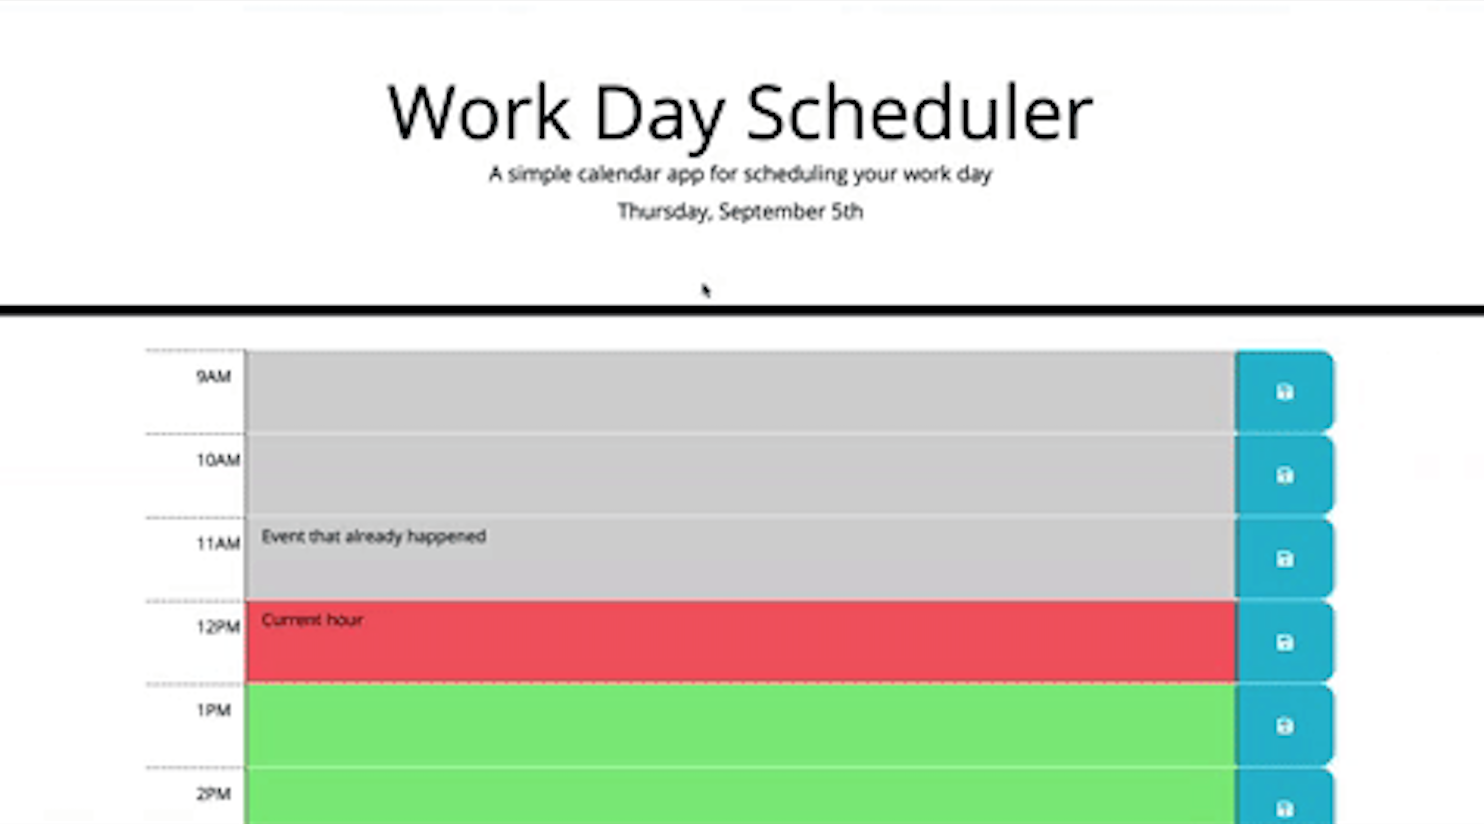 Work Day Scheduler
A simple calendar app for scheduling your work day
Thursday, September 5th
9AM
10AM
11AM Event that already happened
12PM Current hour
1PM
2PM